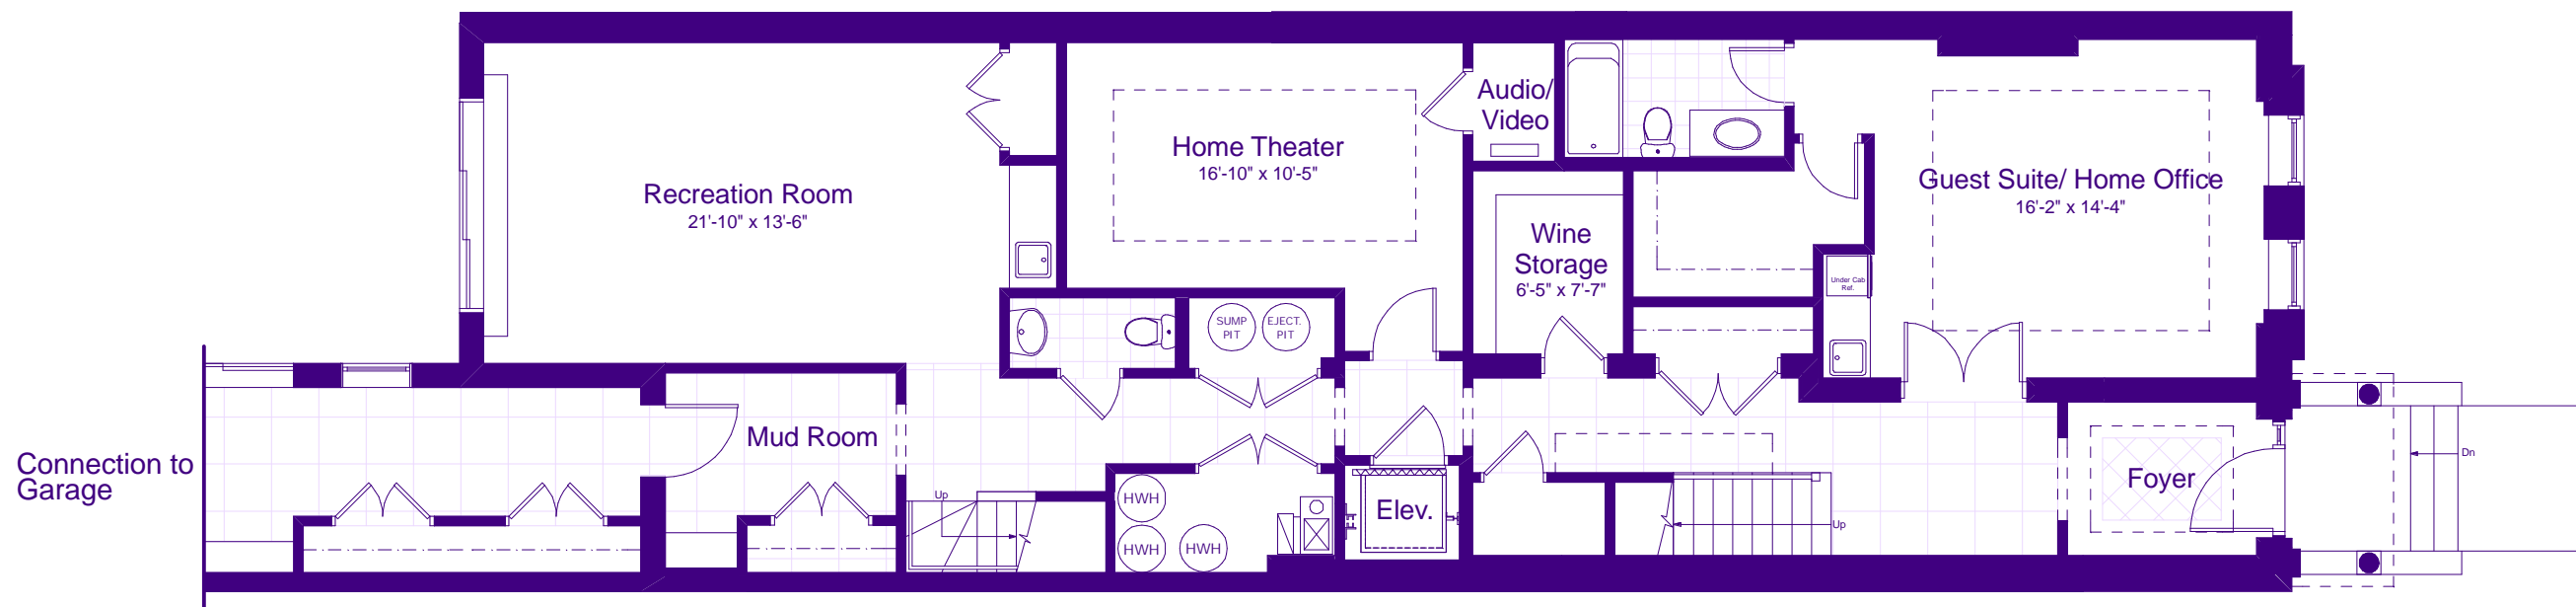 Recreation Room
21'-10" x 13'-6"
Home Theater
16'-10" x 10'-5"
Audio/
Video
Guest Suite/ Home Office
16'-2" x 14'-4"
Wine
Storage
6'-5" x 7'-7"
Under Cab
Ref.
SUMP
PIT
EJECT.
PIT
Mud Room
Connection to
Garage
Up
HWH
HWH
HWH
Elev.
Up
Foyer
Dn